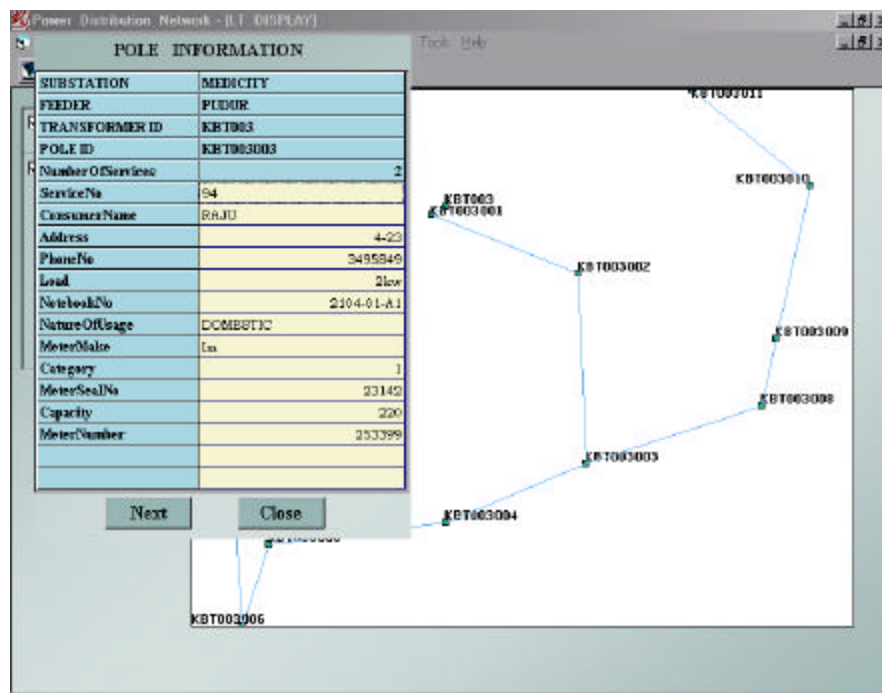 Power Distribution Network - [LT DISPLAY]
Tools Help
POLE INFORMATION
SUBSTATION MEDICITY
FEEDER PUDUR
TRANSFORMER ID KBT003
POLE ID KBT003003
NumberOfServices 2
ServiceNo 94
ConsumerName RAJU
Address 4-23
PhoneNo 3495849
Load 2kw
NotebookNo 2104-01-A1
NatureOfUsage DOMESTIC
MeterMake
Category 1
MeterSealNo 23142
Capacity 220
MeterNumber 253399
Next Close
KBT003011
KBT003010
KBT003
KBT003001
KBT003002
KBT003009
KBT003008
KBT003003
KBT003004
KBT003006